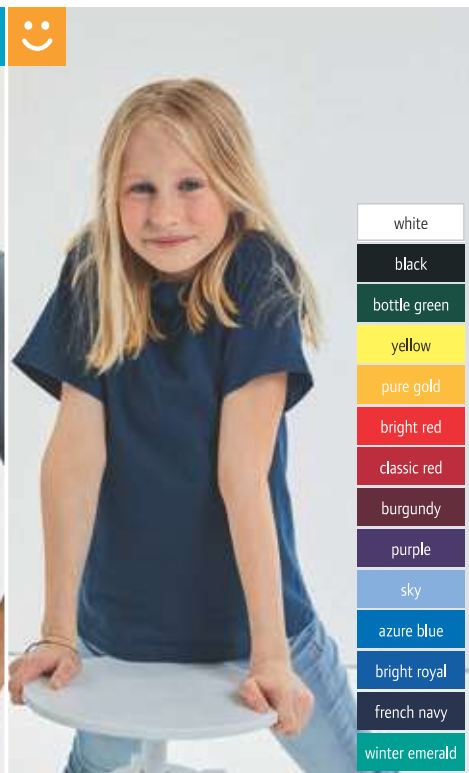 white
black
bottle green
yellow
pure gold
bright red
classic red
burgundy
purple
sky
azure blue
bright royal
french navy
winter emerald